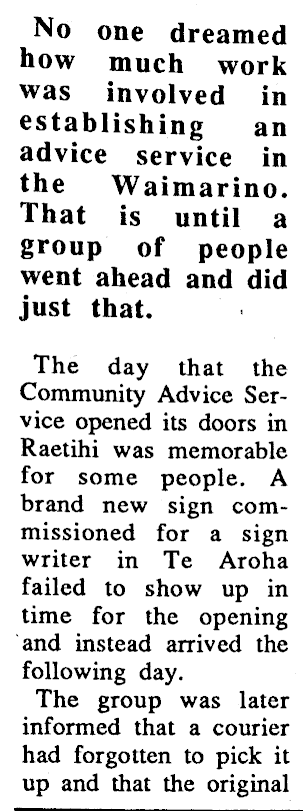 No one dreamed
how much work
was involved in
establishing an
advice service in
the Waimarino.
That is until a
group of people
went ahead and did
just that.
The day that the
Community Advice Ser-
vice opened its doors in
Raetihi was memorable
for some people. A
brand new sign com-
missioned for a sign
writer in Te Aroha
failed to show up in
time for the opening
and instead arrived the
following day.
The group was later
informed that a courier
had forgotten to pick it
up and that the original